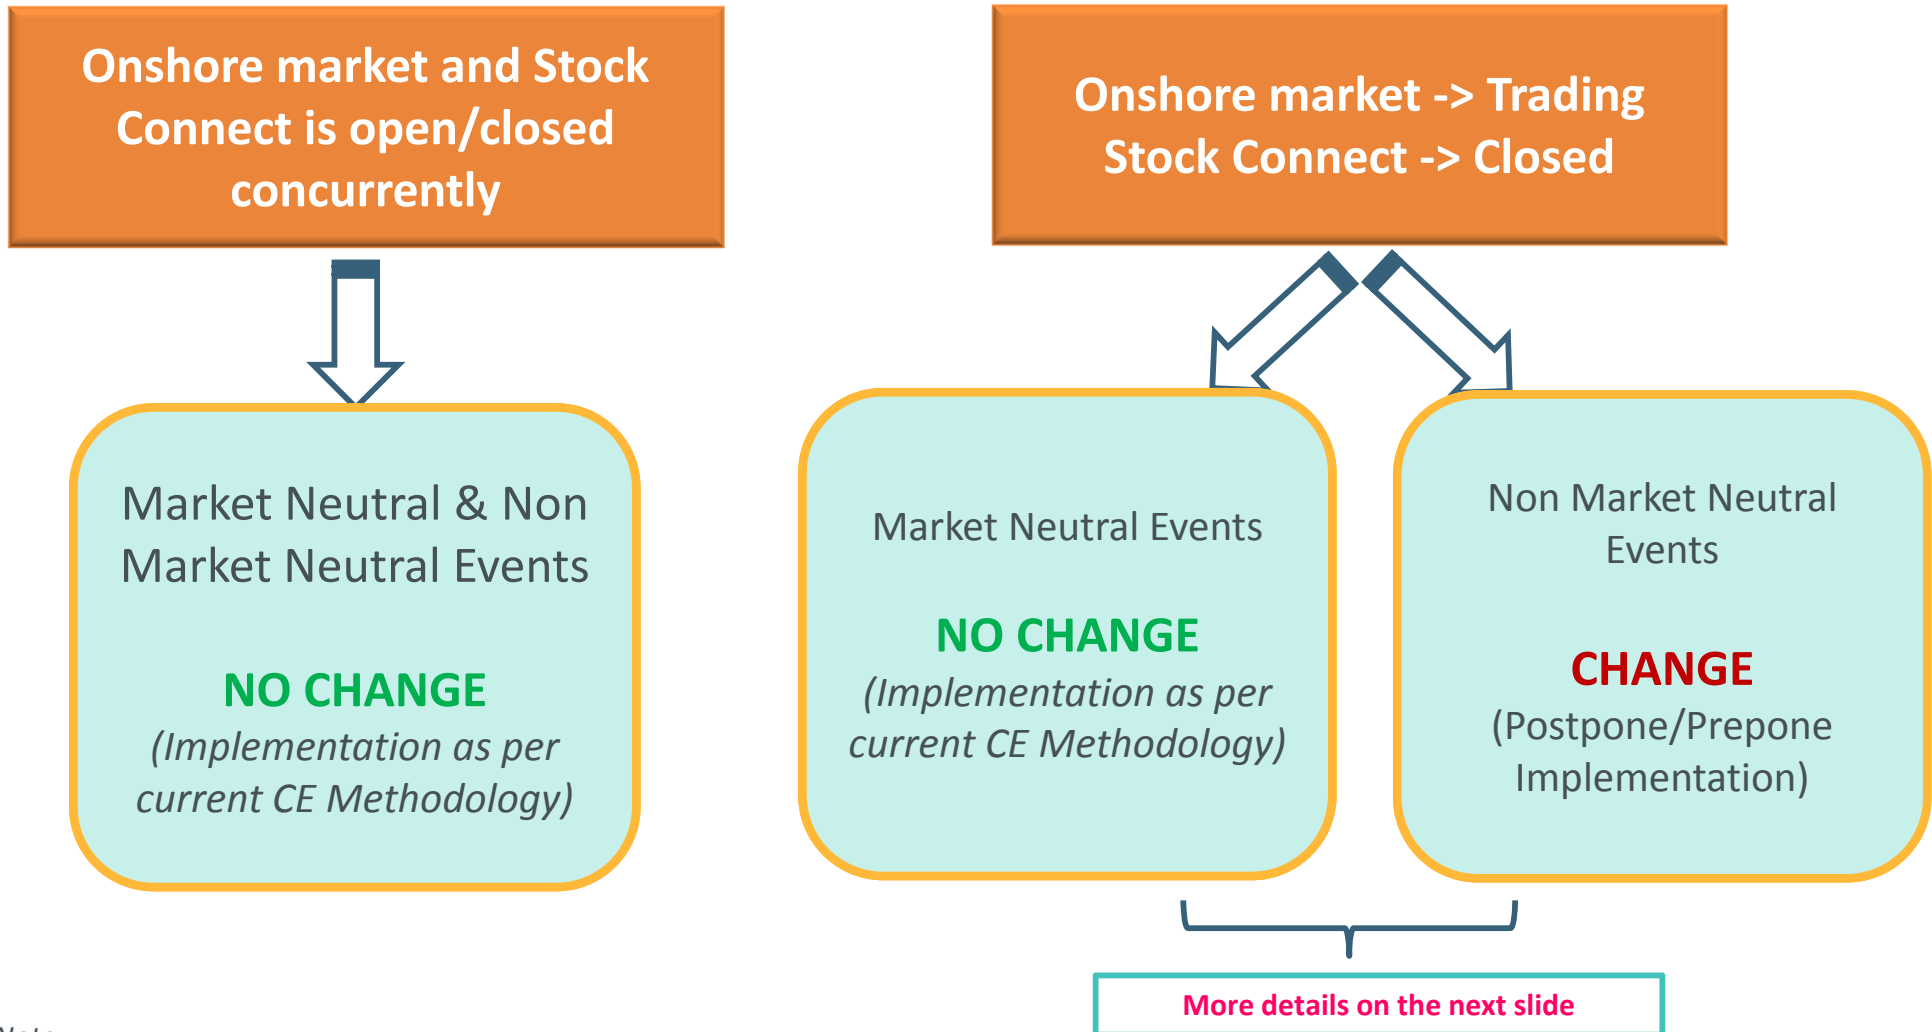 Onshore market and Stock
Connect is open/closed
concurrently
Market Neutral & Non
Market Neutral Events
NO CHANGE
(Implementation as per
current CE Methodology)
Onshore market -> Trading
Stock Connect -> Closed
Market Neutral Events
NO CHANGE
(Implementation as per
current CE Methodology)
Non Market Neutral
Events
CHANGE
(Postpone/Prepone
Implementation)
More details on the next slide